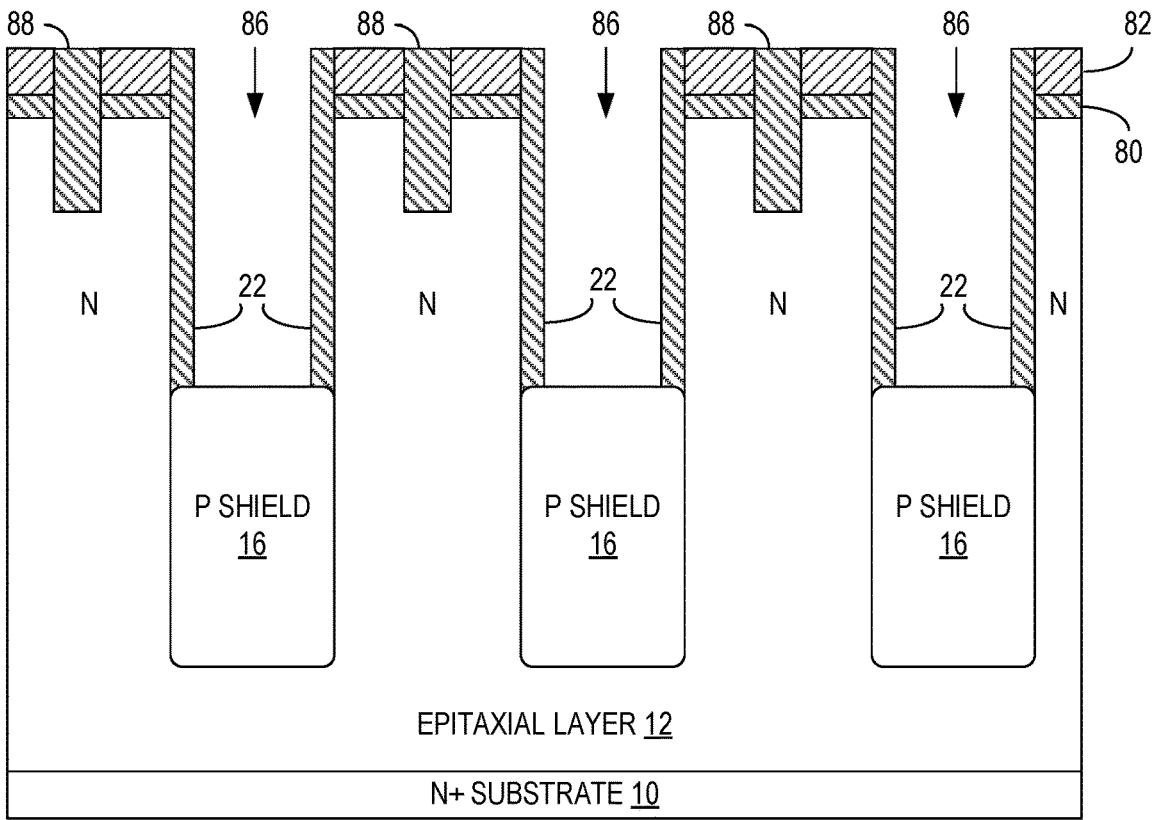 88 86 88 86 88 86 82
80
N 22 N 22 N 22 N
P SHIELD P SHIELD P SHIELD
16 16 16
EPITAXIAL LAYER 12
N+ SUBSTRATE 10